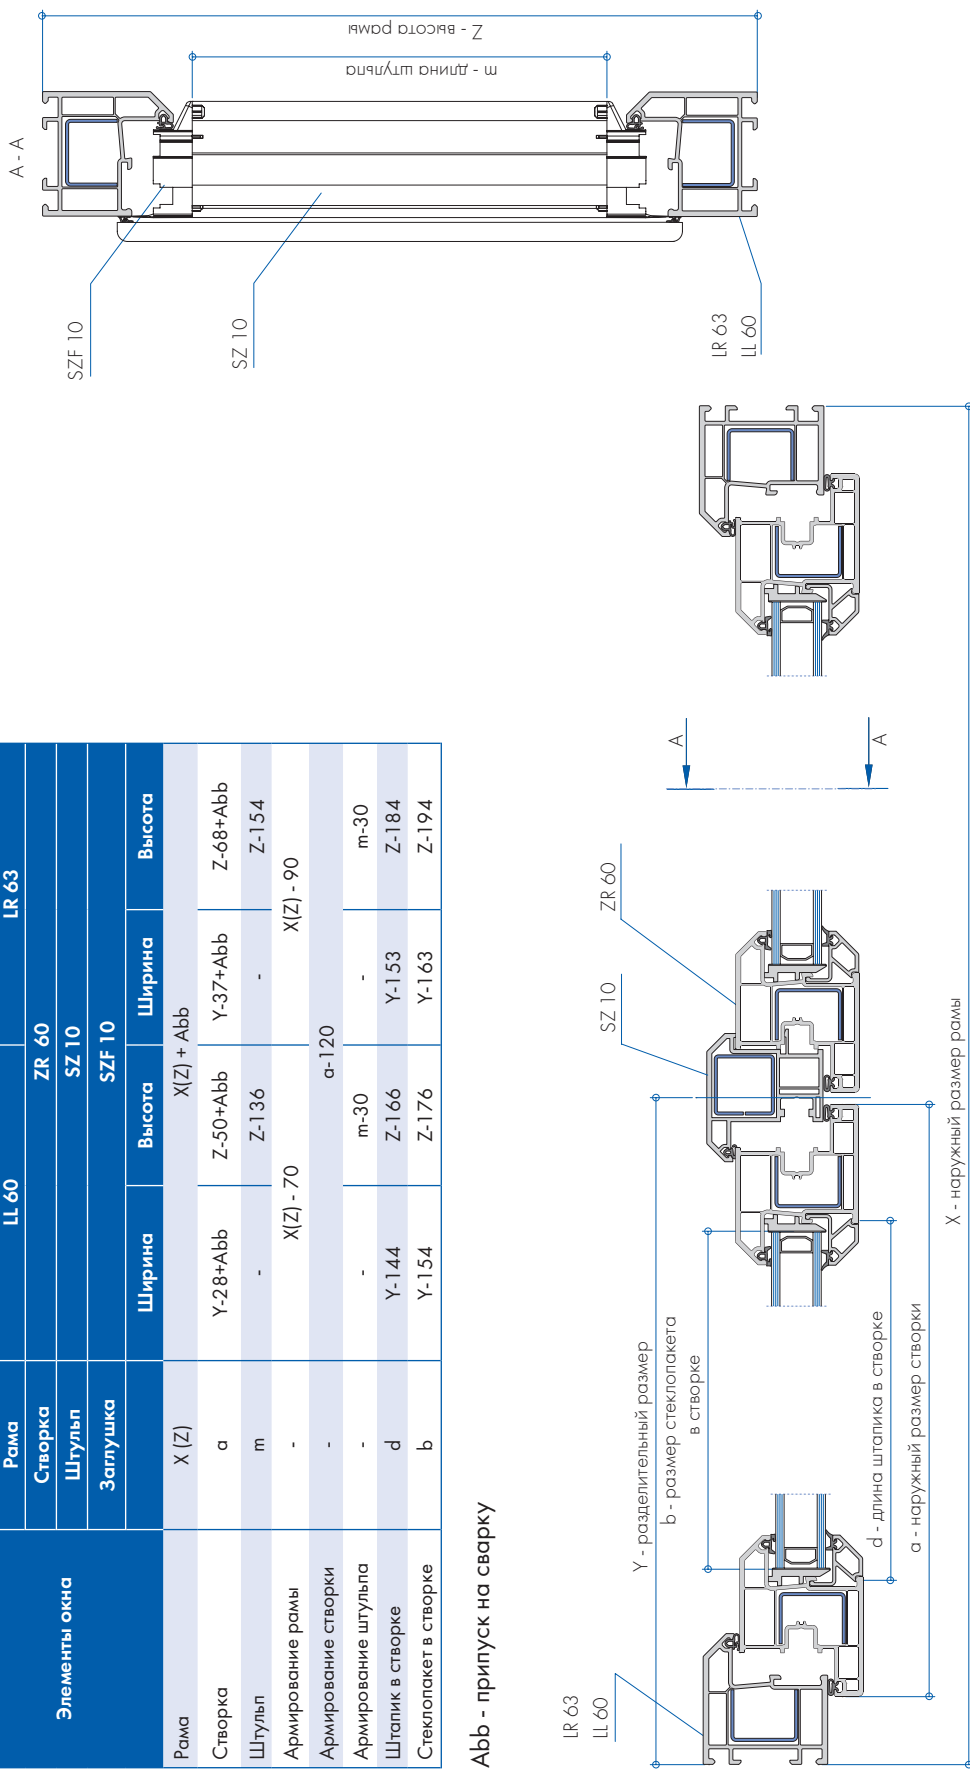 Элементы окна
Рама LL 60 LR 63
Створка ZR 60
Штульп SZ 10
Заглушка SZF 10
Ширина Высота Ширина Высота
Рама X (Z) X(Z) + Abb
Створка a Y-28+Abb Z-50+Abb Y-37+Abb Z-68+Abb
Штульп m - Z-136 - Z-154
Армирование рамы - X(Z) - 70 X(Z) - 90
Армирование створки - a-120
Армирование штульпа - - m-30 - m-30
Штапик в створке d Y-144 Z-166 Y-153 Z-184
Стеклопакет в створке b Y-154 Z-176 Y-163 Z-194
Abb - припуск на сварку
A - A
Z - высота рамы
m - длина штульпа
SZF 10
SZ 10
LR 63
LL 60
Y - разделительный размер
b - размер стеклопакета
в створке
LR 63
LL 60
SZ 10
ZR 60
A
A
d - длина штапика в створке
a - наружный размер створки
X - наружный размер рамы